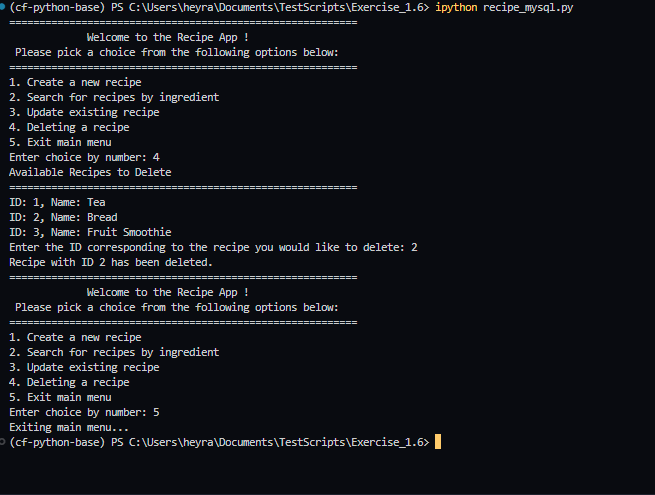 (cf-python-base) PS C:\Users\heyra\Documents\TestScripts\Exercise_1.6> ipython recipe_mysql.py
==========================================================
Welcome to the Recipe App !
Please pick a choice from the following options below:
==========================================================
1. Create a new recipe
2. Search for recipes by ingredient
3. Update existing recipe
4. Deleting a recipe
5. Exit main menu
Enter choice by number: 4
Available Recipes to Delete
==========================================================
ID: 1, Name: Tea
ID: 2, Name: Bread
ID: 3, Name: Fruit Smoothie
Enter the ID corresponding to the recipe you would like to delete: 2
Recipe with ID 2 has been deleted.
==========================================================
Welcome to the Recipe App !
Please pick a choice from the following options below:
==========================================================
1. Create a new recipe
2. Search for recipes by ingredient
3. Update existing recipe
4. Deleting a recipe
5. Exit main menu
Enter choice by number: 5
Exiting main menu...
(cf-python-base) PS C:\Users\heyra\Documents\TestScripts\Exercise_1.6>